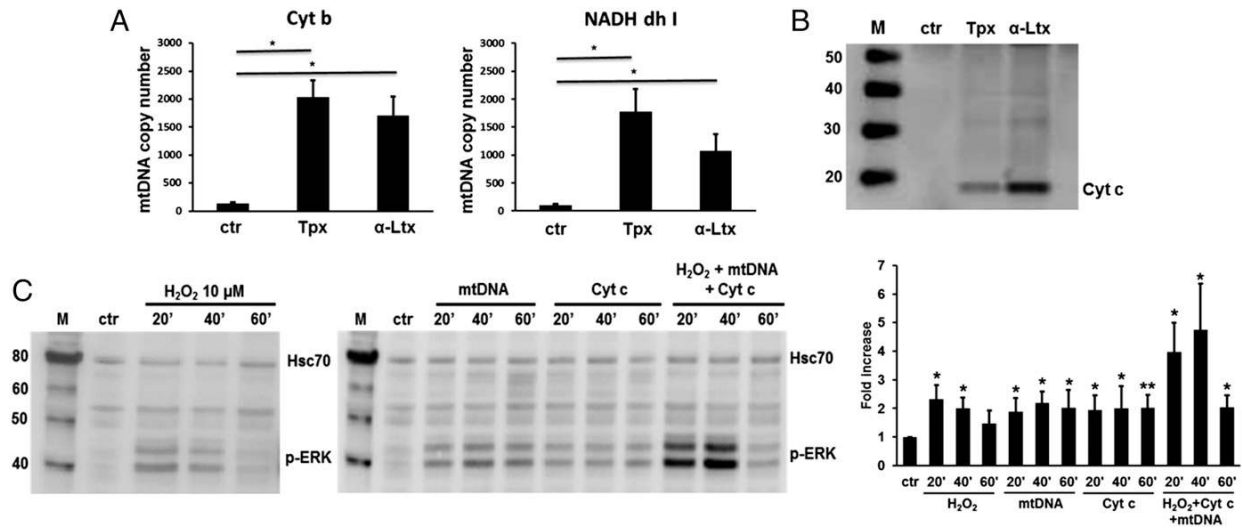 A
Cyt b
mtDNA copy number
3000
2500
2000
1500
1000
500
0
*
*
ctr Tpx α-Ltx
NADH dh I
mtDNA copy number
3000
2500
2000
1500
1000
500
0
*
*
ctr Tpx α-Ltx
B
M ctr Tpx α-Ltx
50
40
30
20
Cyt c
C
H₂O₂ 10 µM
M ctr 20' 40' 60'
80
60
50
40
Hsc70
p-ERK
mtDNA Cyt c H₂O₂ + mtDNA
+ Cyt c
M ctr 20' 40' 60' 20' 40' 60' 20' 40' 60'
Hsc70
p-ERK
Fold Increase
7
6
5
4
3
2
1
0
* * * * * * * ** * * *
ctr 20' 40' 60' 20' 40' 60' 20' 40' 60' 20' 40' 60'
H₂O₂ mtDNA Cyt c H₂O₂+Cyt c
+mtDNA